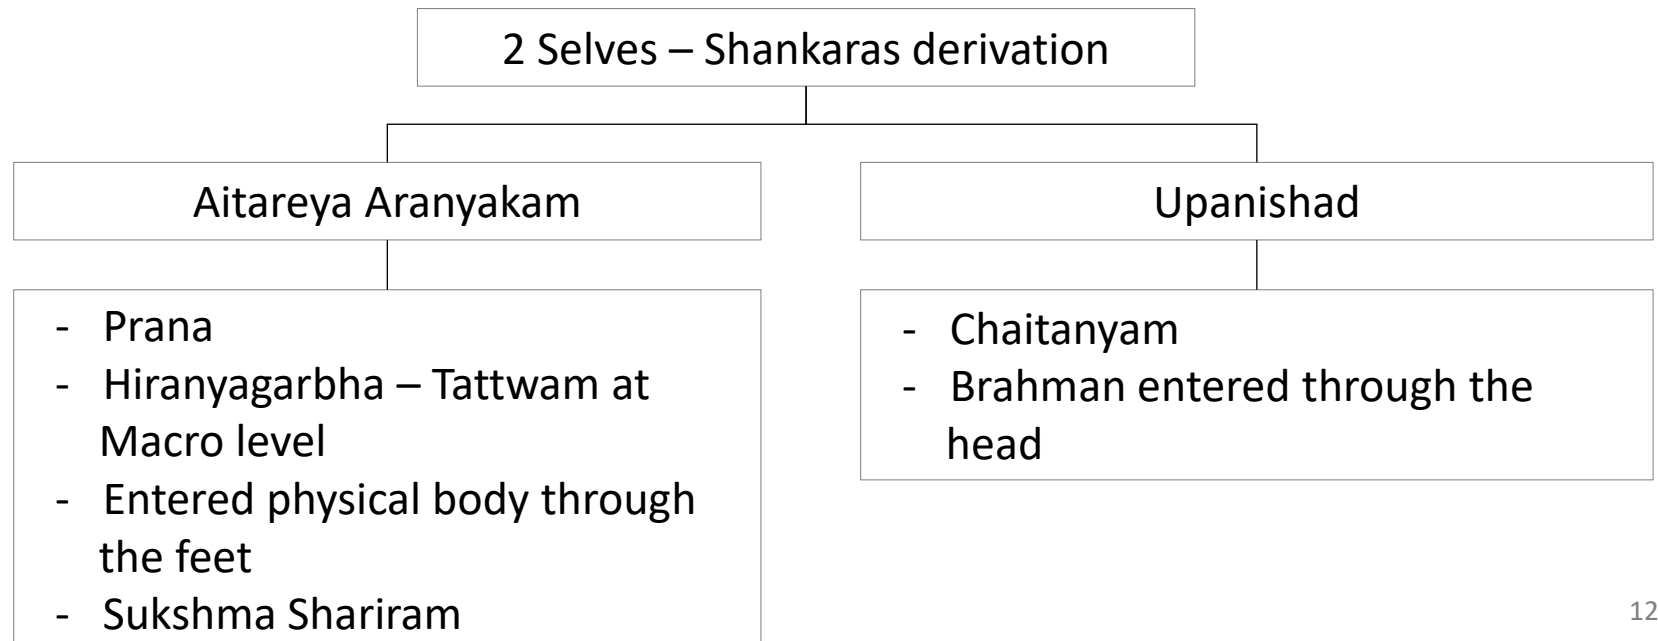 2 Selves – Shankaras derivation
Aitareya Aranyakam
Upanishad
- Prana
- Hiranyagarbha – Tattwam at
Macro level
- Entered physical body through
the feet
- Sukshma Shariram
- Chaitanyam
- Brahman entered through the
head
12